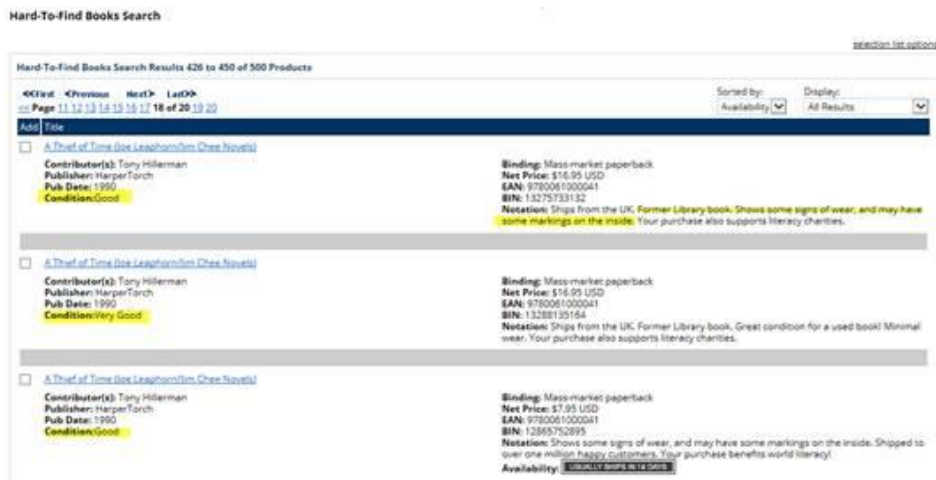 Hard-To-Find Books Search
selection list options
Hard-To-Find Books Search Results 426 to 450 of 500 Products
<<First <Previous Next> Last>>
Sorted by: Display:
<< Page 11 12 13 14 15 16 17 18 of 20 19 20
Availability All Results
Add Title
A Thief of Time (Joe Leaphorn/Jim Chee Novels)
Contributor(s): Tony Hillerman
Publisher: HarperTorch
Pub Date: 1990
Condition:Good
Binding: Mass-market paperback
Net Price: $16.95 USD
EAN: 9780061000041
BIN: 13275733132
Notation: Ships from the UK. Former Library book. Shows some signs of wear, and may have
some markings on the inside. Your purchase also supports literacy charities.
A Thief of Time (Joe Leaphorn/Jim Chee Novels)
Contributor(s): Tony Hillerman
Publisher: HarperTorch
Pub Date: 1990
Condition:Very Good
Binding: Mass-market paperback
Net Price: $16.95 USD
EAN: 9780061000041
BIN: 13288135164
Notation: Ships from the UK. Former Library book. Great condition for a used book! Minimal
wear. Your purchase also supports literacy charities.
A Thief of Time (Joe Leaphorn/Jim Chee Novels)
Contributor(s): Tony Hillerman
Publisher: HarperTorch
Pub Date: 1990
Condition:Good
Binding: Mass-market paperback
Net Price: $7.95 USD
EAN: 9780061000041
BIN: 12865752895
Notation: Shows some signs of wear, and may have some markings on the inside. Shipped to
over one million happy customers. Your purchase benefits world literacy!
Availability: USUALLY SHIPS IN 14 DAYS